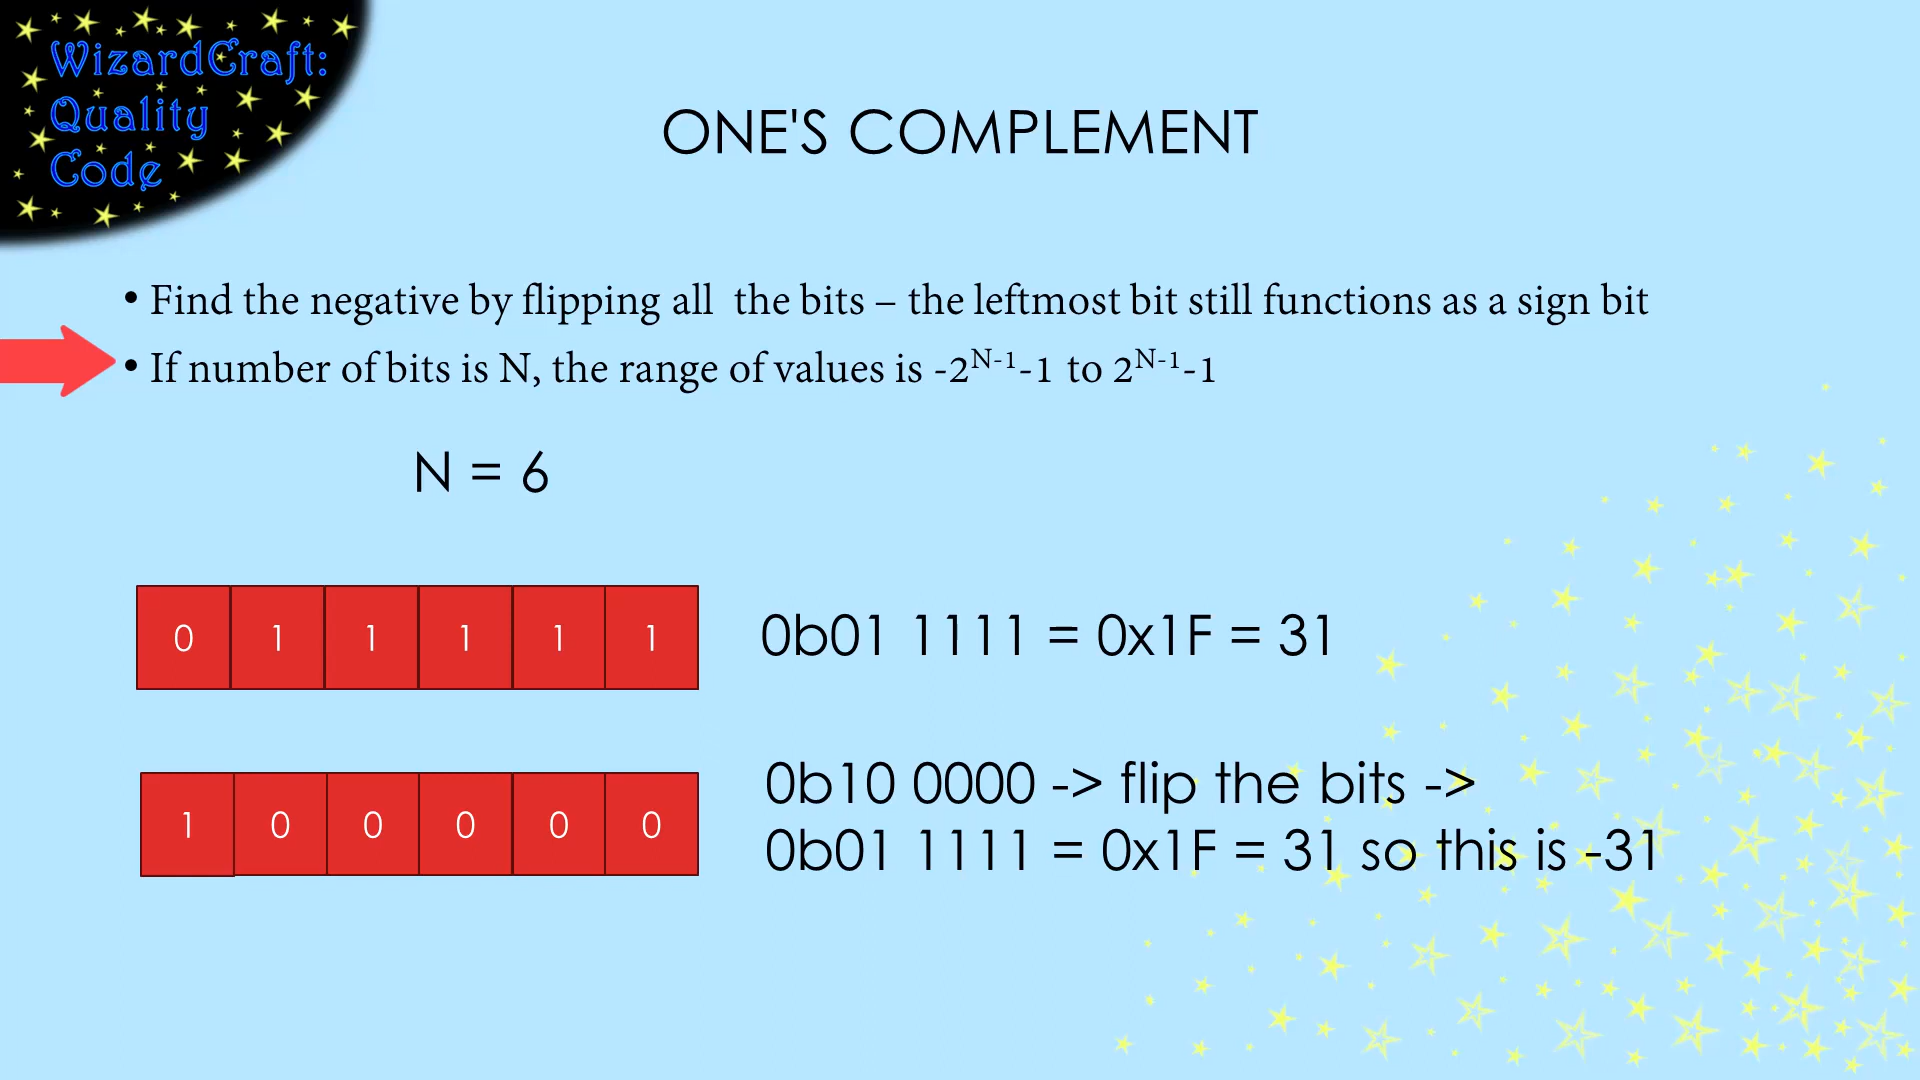 WizardCraft:
Quality
Code
ONE'S COMPLEMENT
• Find the negative by flipping all  the bits – the leftmost bit still functions as a sign bit
• If number of bits is N, the range of values is -2ᴺ⁻¹-1 to 2ᴺ⁻¹-1
N = 6
0 1 1 1 1 1
0b01 1111 = 0x1F = 31
1 0 0 0 0 0
0b10 0000 -> flip the bits ->
0b01 1111 = 0x1F = 31 so this is -31